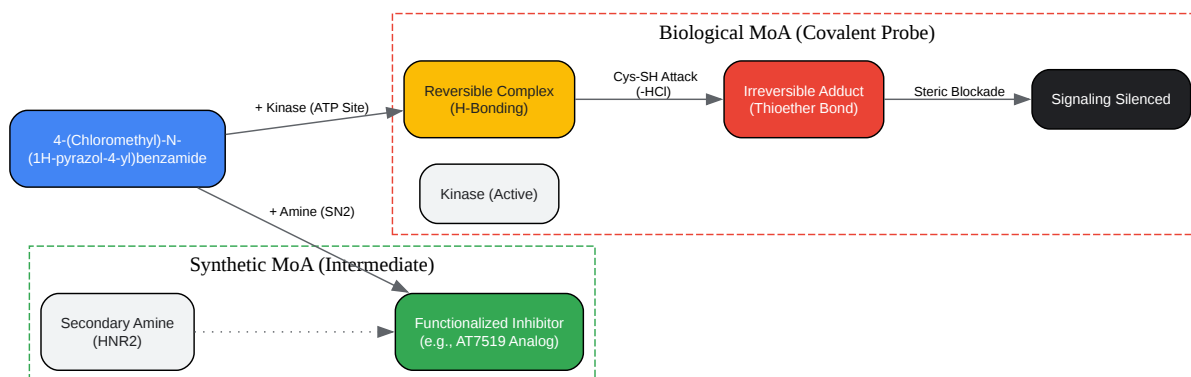 Biological MoA (Covalent Probe)
4-(Chloromethyl)-N-
(1H-pyrazol-4-yl)benzamide
+ Kinase (ATP Site)
Reversible Complex
(H-Bonding)
Cys-SH Attack
(-HCl)
Irreversible Adduct
(Thioether Bond)
Steric Blockade
Signaling Silenced
Kinase (Active)
+ Amine (SN2)
Synthetic MoA (Intermediate)
Secondary Amine
(HNR2)
Functionalized Inhibitor
(e.g., AT7519 Analog)